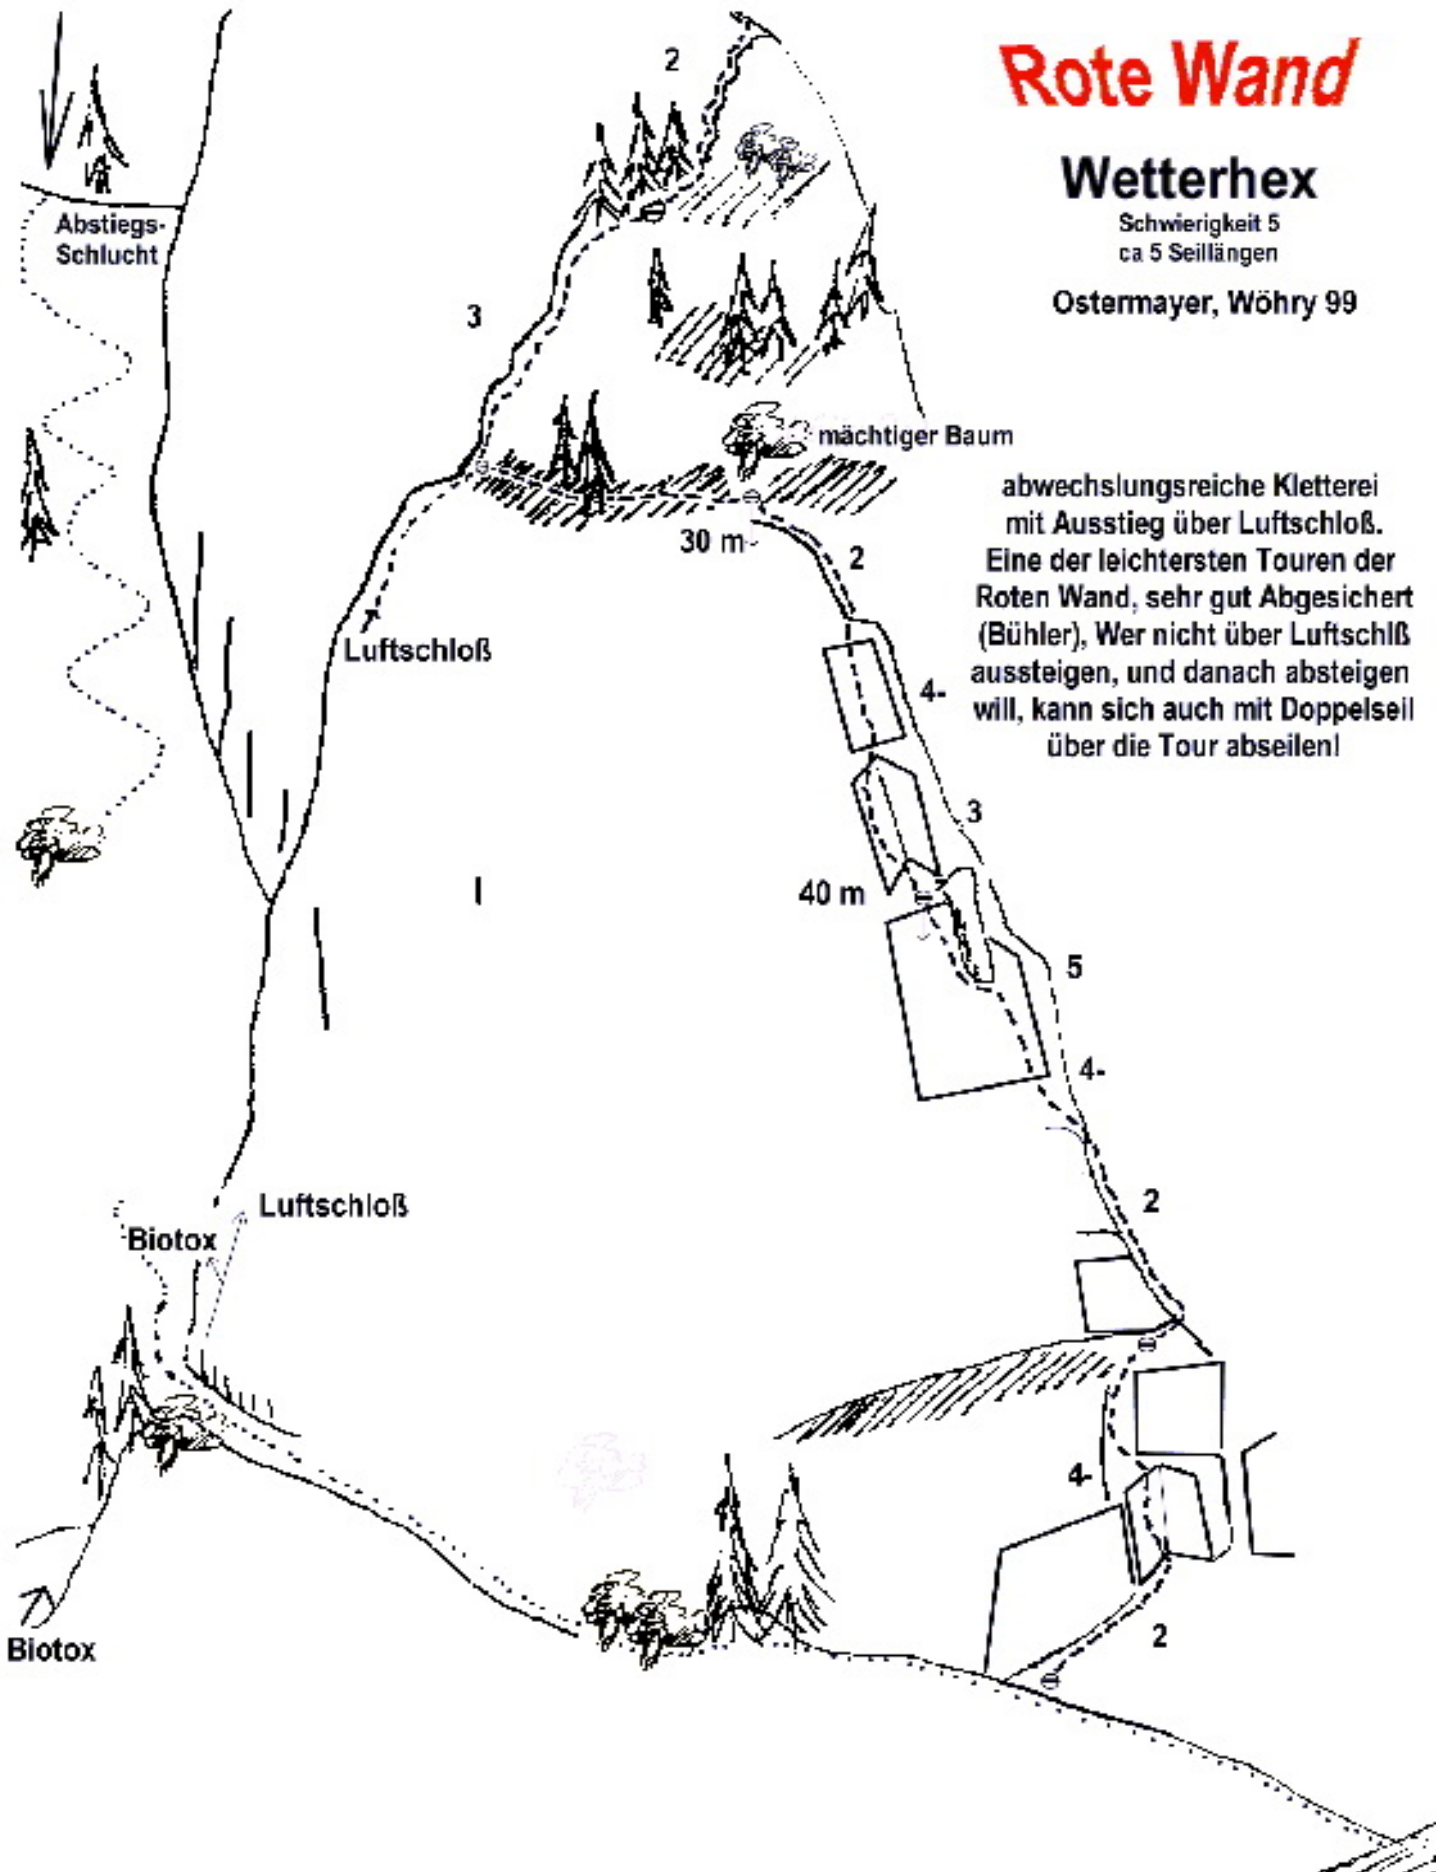 Rote Wand
2
Wetterhex
Schwierigkeit 5
ca 5 Seillängen
Ostermayer, Wöhry 99
Abstiegs-
Schlucht
3
mächtiger Baum
abwechslungsreiche Kletterei
mit Ausstieg über Luftschloß.
Eine der leichtersten Touren der
Roten Wand, sehr gut Abgesichert
(Bühler), Wer nicht über Luftschlß
aussteigen, und danach absteigen
will, kann sich auch mit Doppelseil
über die Tour abseilen!
30 m
2
Luftschloß
4-
3
40 m
5
4-
2
Luftschloß
Biotox
4-
2
Biotox